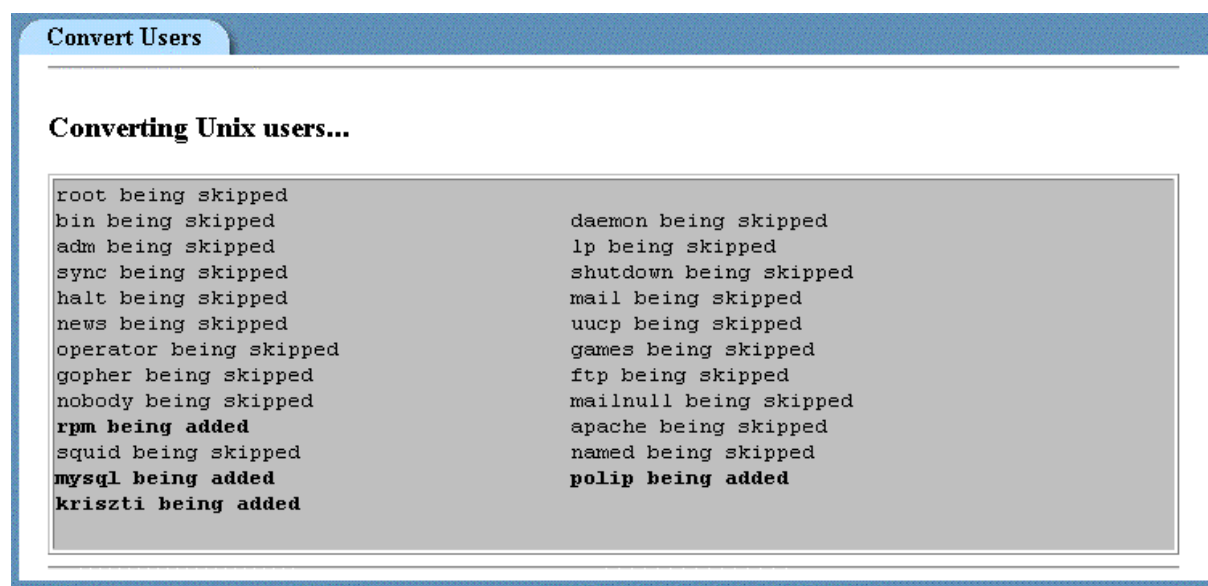 Convert Users
Converting Unix users...
root being skipped
bin being skipped daemon being skipped
adm being skipped lp being skipped
sync being skipped shutdown being skipped
halt being skipped mail being skipped
news being skipped uucp being skipped
operator being skipped games being skipped
gopher being skipped ftp being skipped
nobody being skipped mailnull being skipped
rpm being added apache being skipped
squid being skipped named being skipped
mysql being added polip being added
kriszti being added